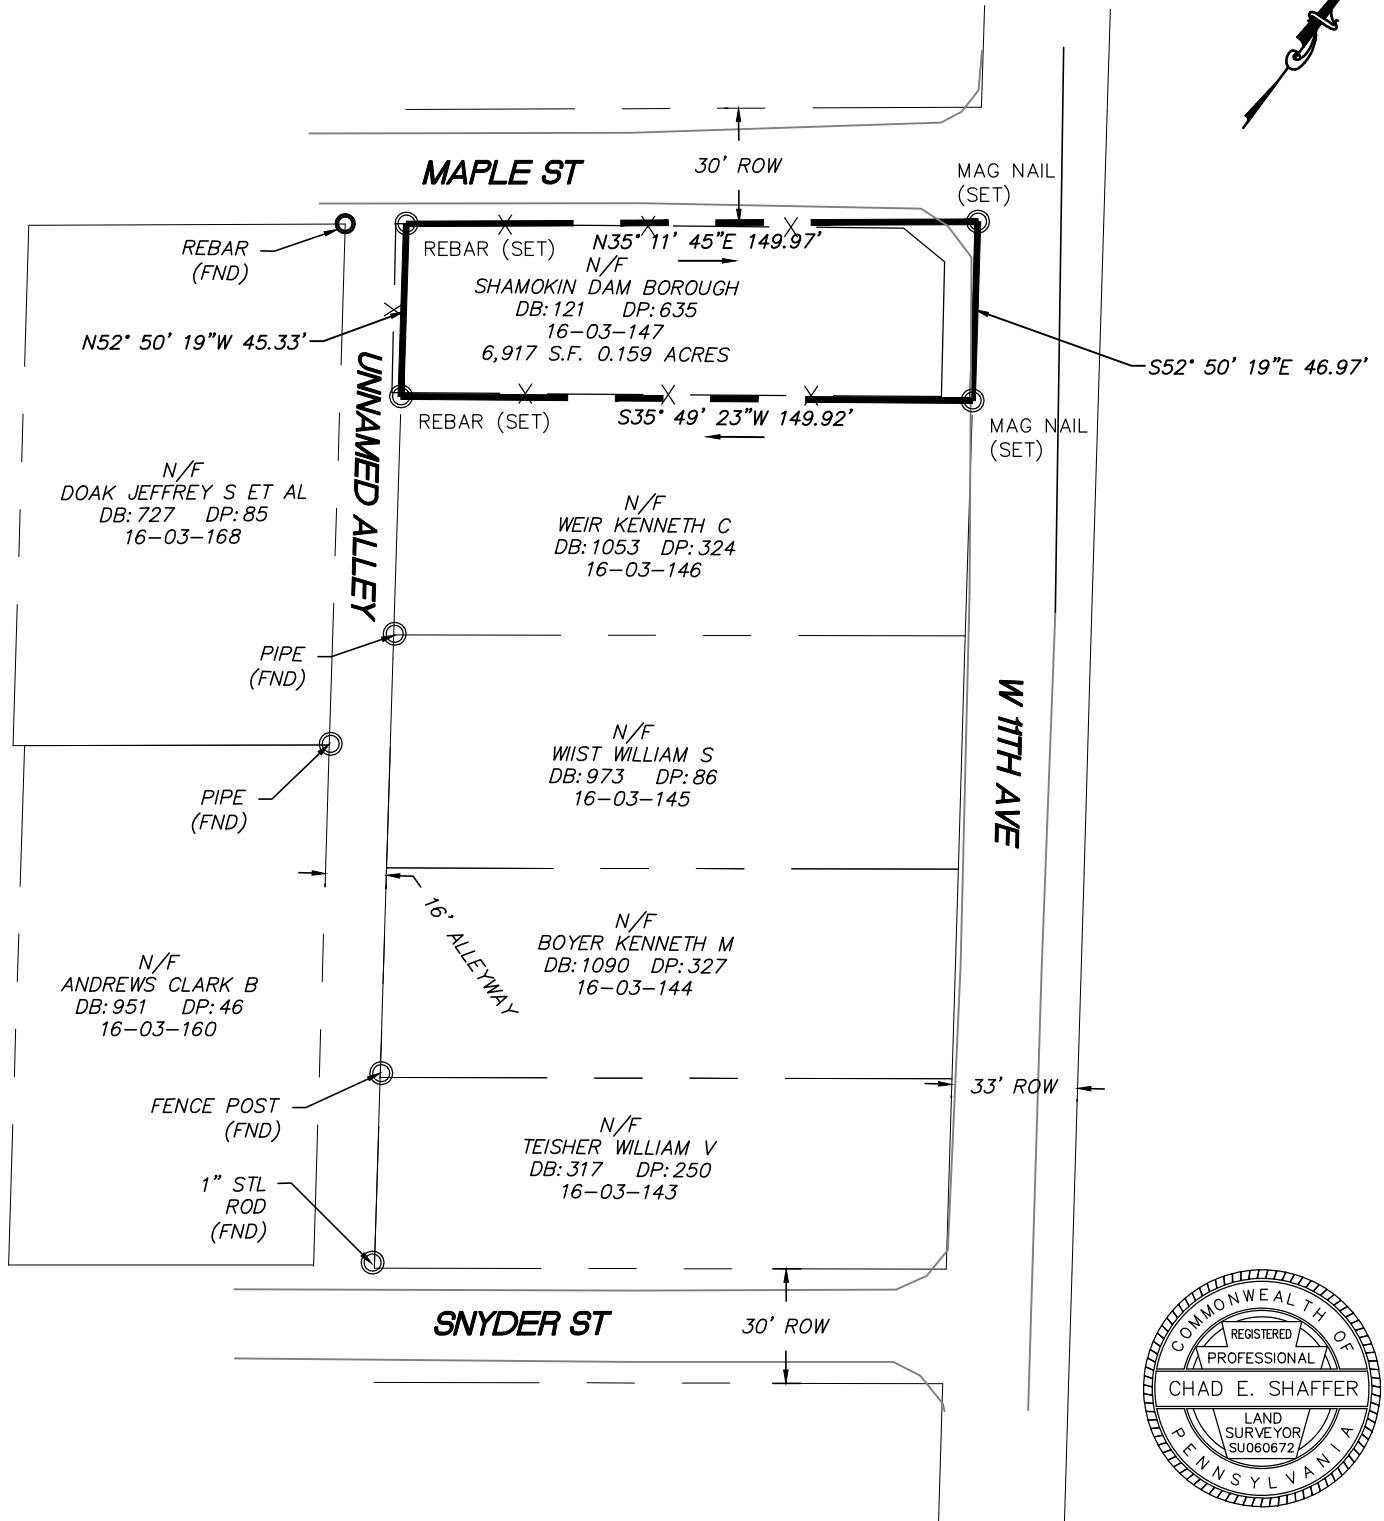 MAPLE ST
30' ROW
MAG NAIL
(SET)
REBAR
(FND)
REBAR (SET)
N35° 11' 45"E 149.97'
N/F
SHAMOKIN DAM BOROUGH
DB:121 DP:635
16-03-147
6,917 S.F. 0.159 ACRES
N52° 50' 19"W 45.33'
S52° 50' 19"E 46.97'
REBAR (SET)
S35° 49' 23"W 149.92'
MAG NAIL
(SET)
UNNAMED ALLEY
N/F
DOAK JEFFREY S ET AL
DB:727 DP:85
16-03-168
N/F
WEIR KENNETH C
DB:1053 DP:324
16-03-146
PIPE
(FND)
W 11TH AVE
N/F
WIIST WILLIAM S
DB:973 DP:86
16-03-145
PIPE
(FND)
16' ALLEYWAY
N/F
BOYER KENNETH M
DB:1090 DP:327
16-03-144
N/F
ANDREWS CLARK B
DB:951 DP:46
16-03-160
33' ROW
FENCE POST
(FND)
N/F
TEISHER WILLIAM V
DB:317 DP:250
16-03-143
1" STL
ROD
(FND)
SNYDER ST
30' ROW
COMMONWEALTH OF
REGISTERED
PROFESSIONAL
CHAD E. SHAFFER
LAND
SURVEYOR
SU060672
PENNSYLVANIA